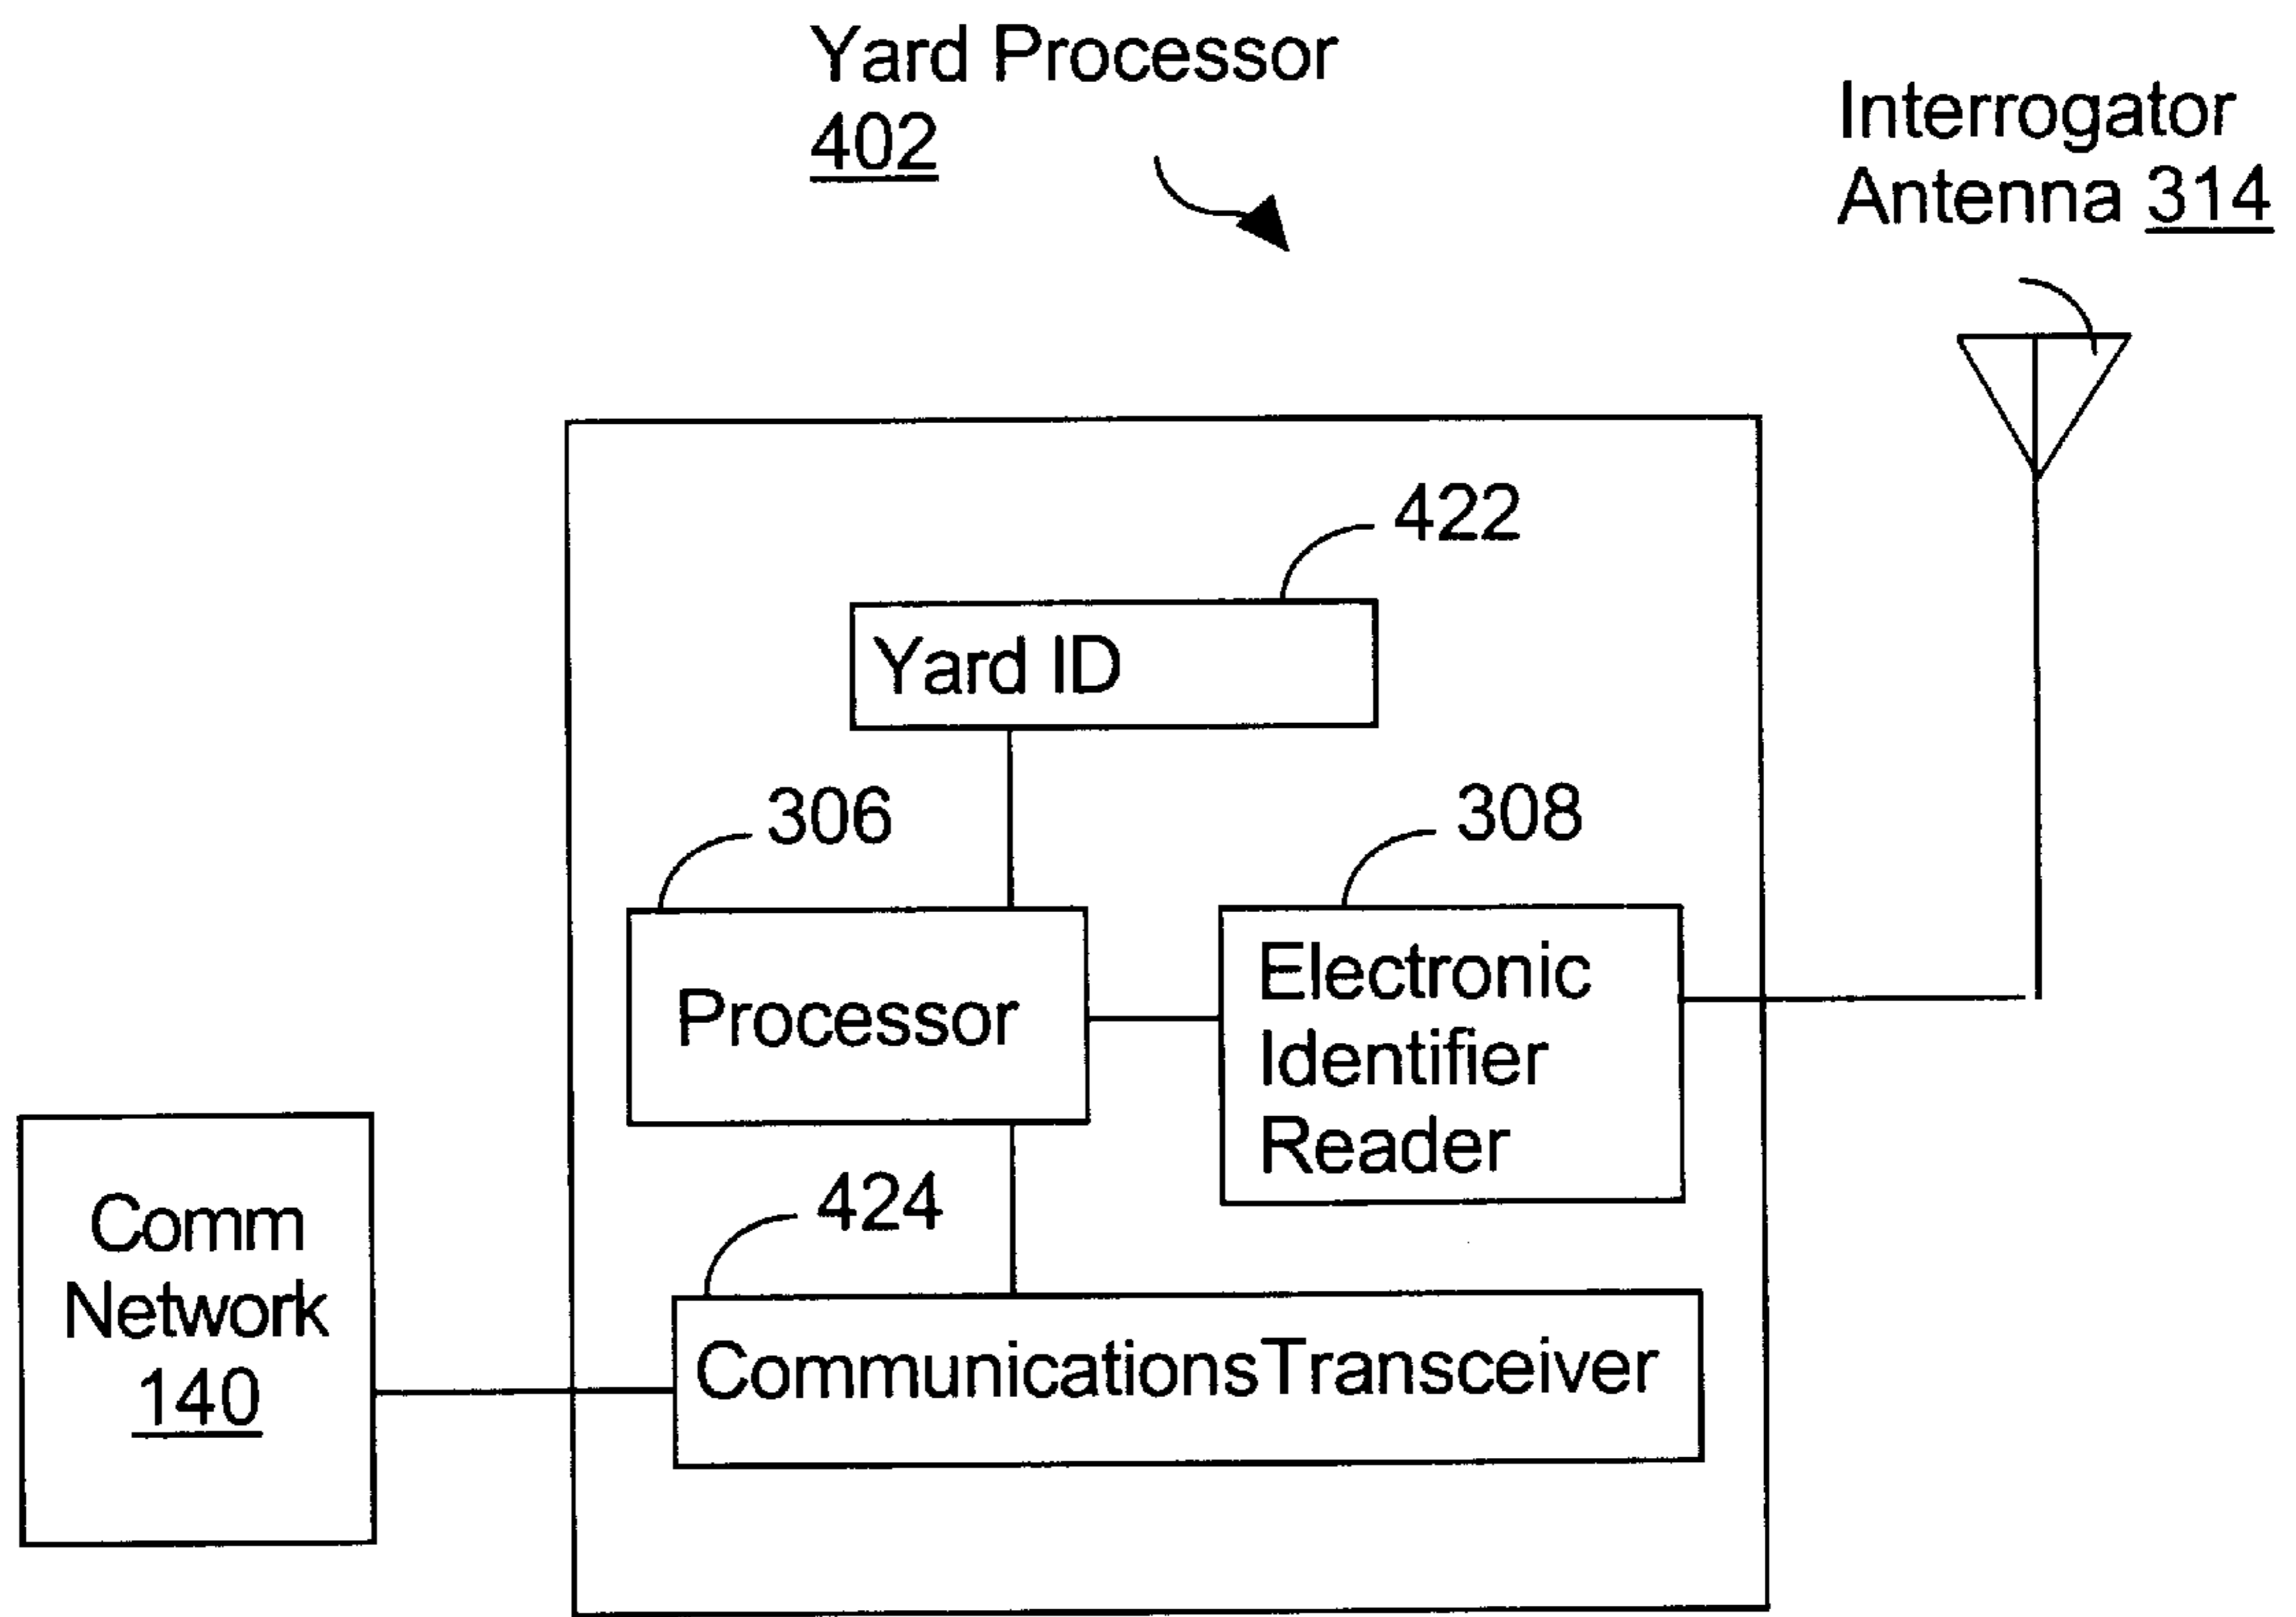 Yard Processor
402
Interrogator
Antenna 314
422
Yard ID
306
308
Processor
Electronic
Identifier
Reader
424
Comm
Network
140
CommunicationsTransceiver